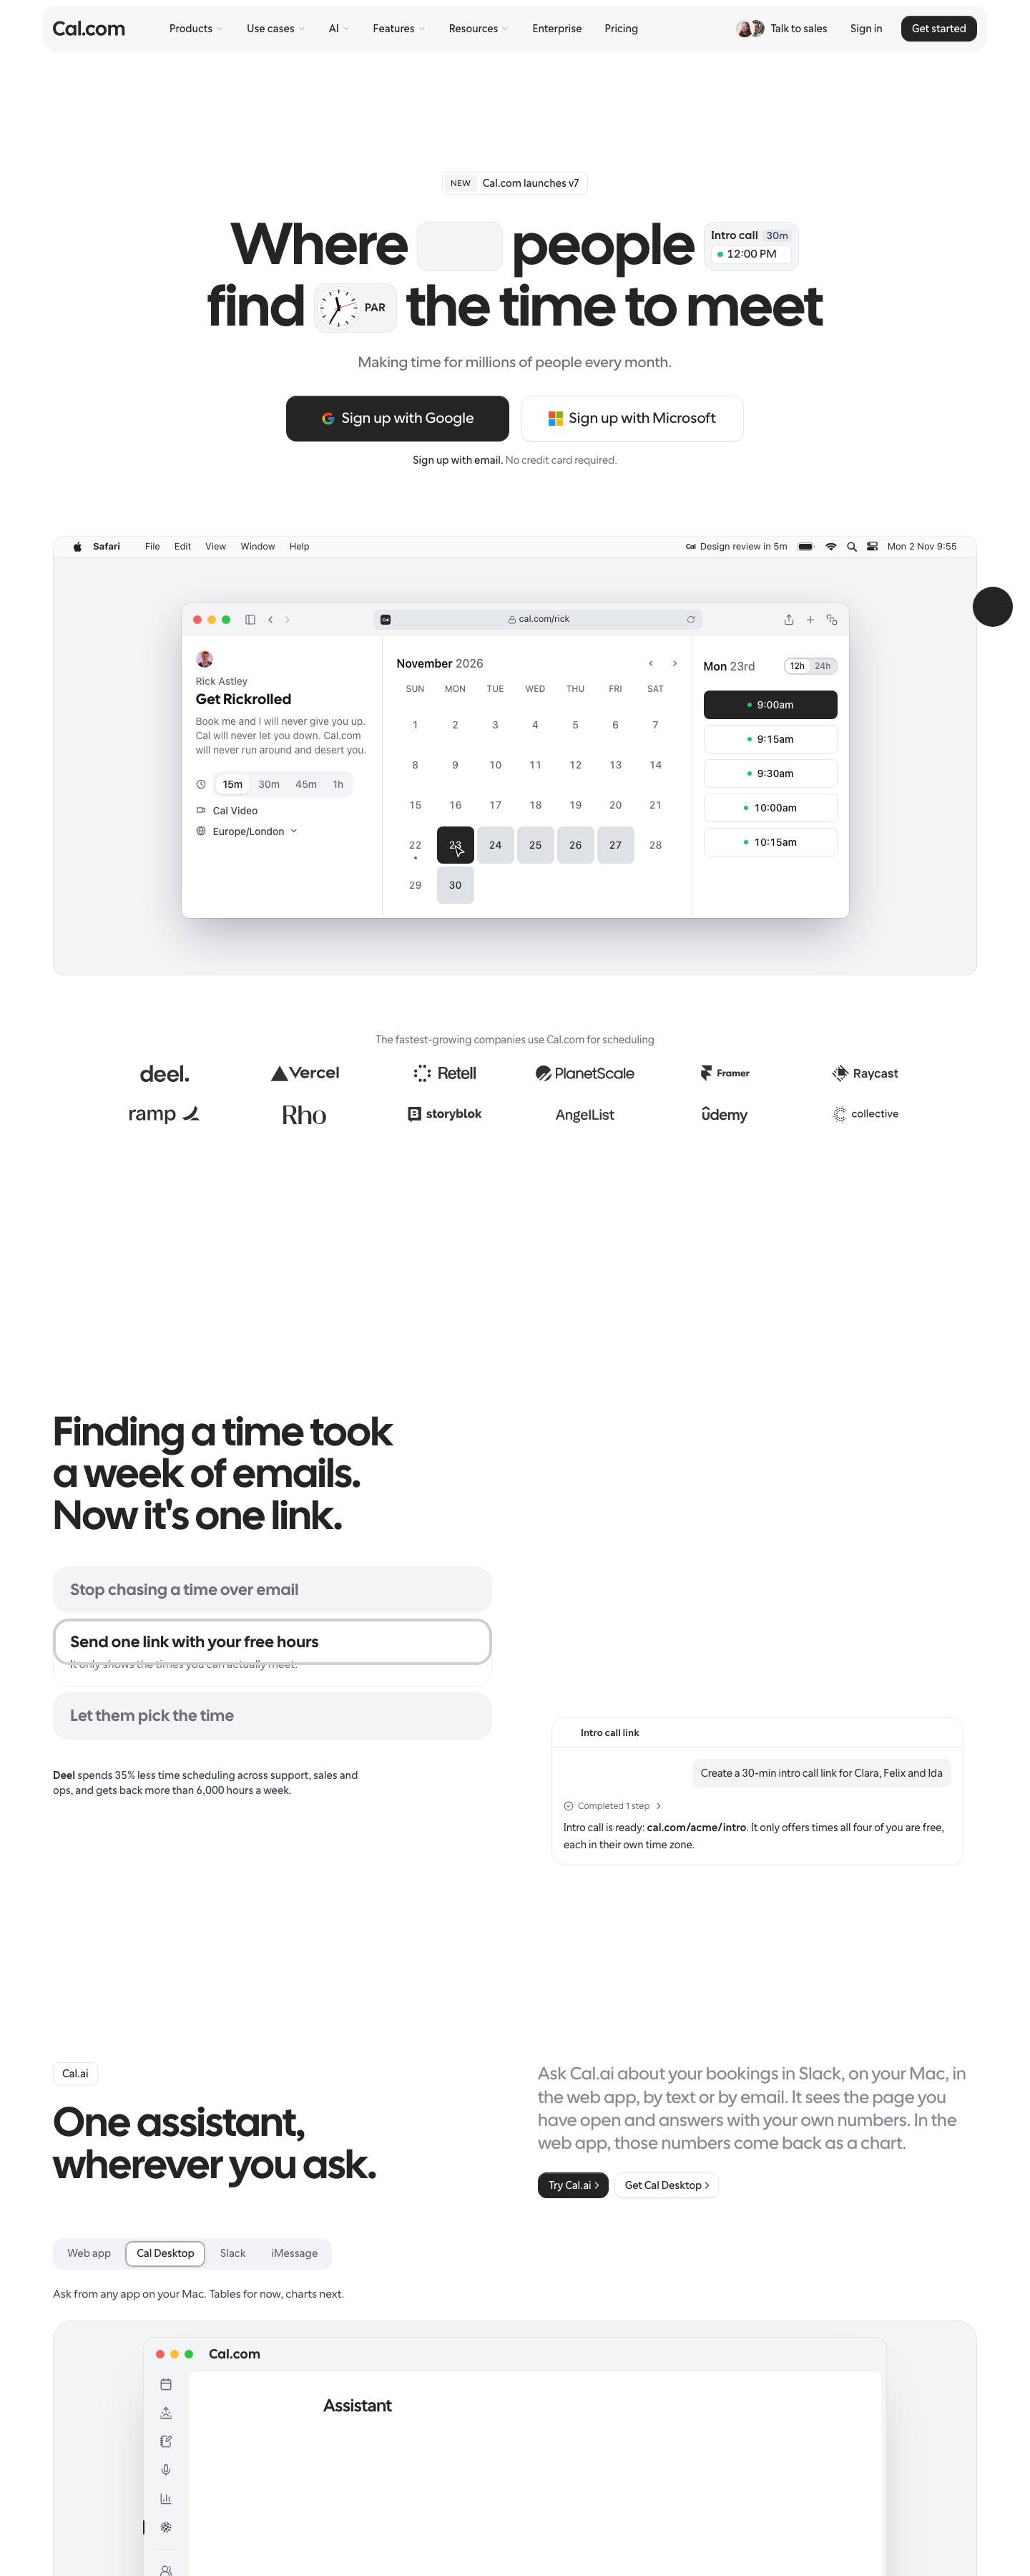 Cal.com
Products Use cases AI Features Resources Enterprise Pricing Talk to sales Sign in Get started
NEW Cal.com launches v7
Where people Intro call 30m
12:00 PM
find PAR the time to meet
Making time for millions of people every month.
Sign up with Google Sign up with Microsoft
Sign up with email. No credit card required.
Safari File Edit View Window Help Cal Design review in 5m Mon 2 Nov 9:55
Cal cal.com/rick
Rick Astley
Get Rickrolled
Book me and I will never give you up.
Cal will never let you down. Cal.com
will never run around and desert you.
15m 30m 45m 1h
Cal Video
Europe/London
November 2026
SUN MON TUE WED THU FRI SAT
1 2 3 4 5 6 7
8 9 10 11 12 13 14
15 16 17 18 19 20 21
22 23 24 25 26 27 28
29 30
Mon 23rd 12h 24h
9:00am
9:15am
9:30am
10:00am
10:15am
The fastest-growing companies use Cal.com for scheduling
deel. Vercel Retell PlanetScale Framer Raycast
ramp Rho storyblok AngelList ûdemy collective
Finding a time took
a week of emails.
Now it's one link.
Stop chasing a time over email
Send one link with your free hours
It only shows the times you can actually meet.
Let them pick the time
Deel spends 35% less time scheduling across support, sales and
ops, and gets back more than 6,000 hours a week.
Intro call link
Create a 30-min intro call link for Clara, Felix and Ida
Completed 1 step
Intro call is ready: cal.com/acme/intro. It only offers times all four of you are free,
each in their own time zone.
Cal.ai
One assistant,
wherever you ask.
Ask Cal.ai about your bookings in Slack, on your Mac, in
the web app, by text or by email. It sees the page you
have open and answers with your own numbers. In the
web app, those numbers come back as a chart.
Try Cal.ai Get Cal Desktop
Web app Cal Desktop Slack iMessage
Ask from any app on your Mac. Tables for now, charts next.
Cal.com
Assistant